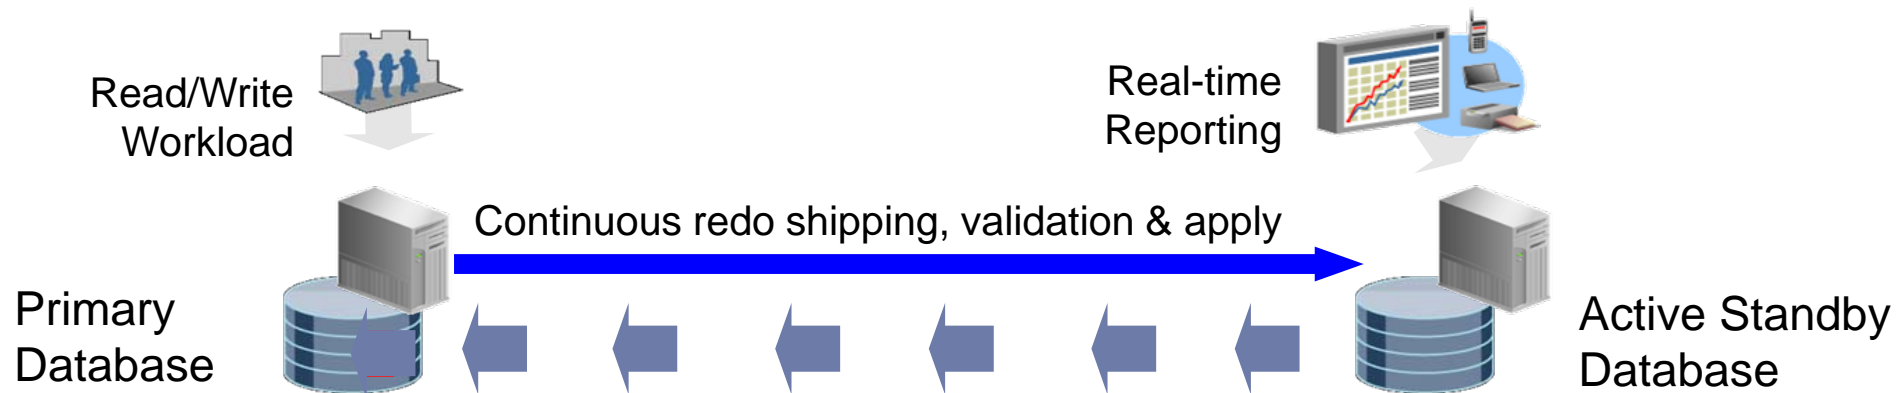 Read/Write
Workload
Real-time
Reporting
Continuous redo shipping, validation & apply
Primary
Database
Active Standby
Database